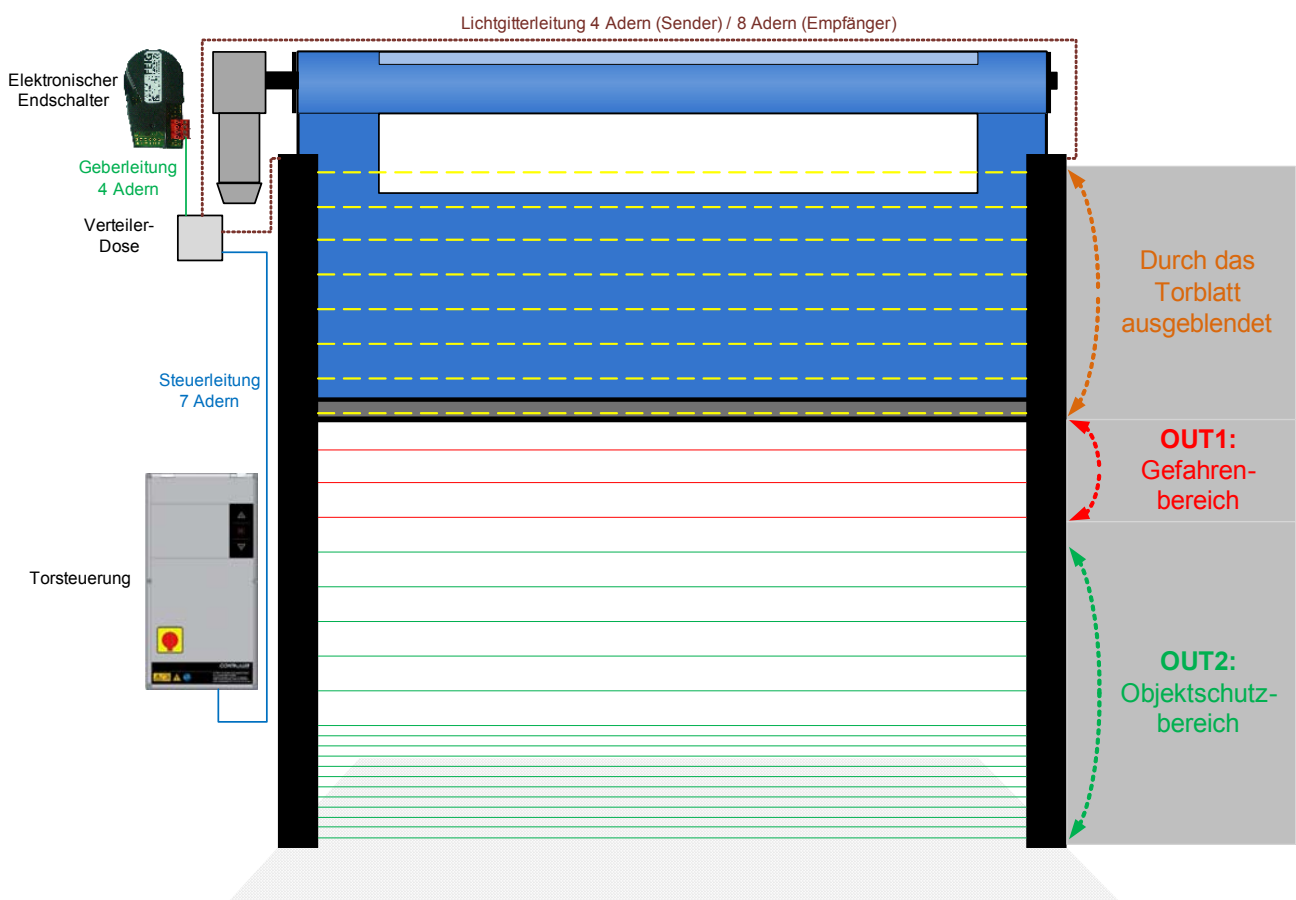 Lichtgitterleitung 4 Adern (Sender) / 8 Adern (Empfänger)
Elektronischer
Endschalter
Geberleitung
4 Adern
Verteiler-
Dose
Steuerleitung
7 Adern
Torsteuerung
Durch das
Torblatt
ausgeblendet
OUT1:
Gefahren-
bereich
OUT2:
Objektschutz-
bereich